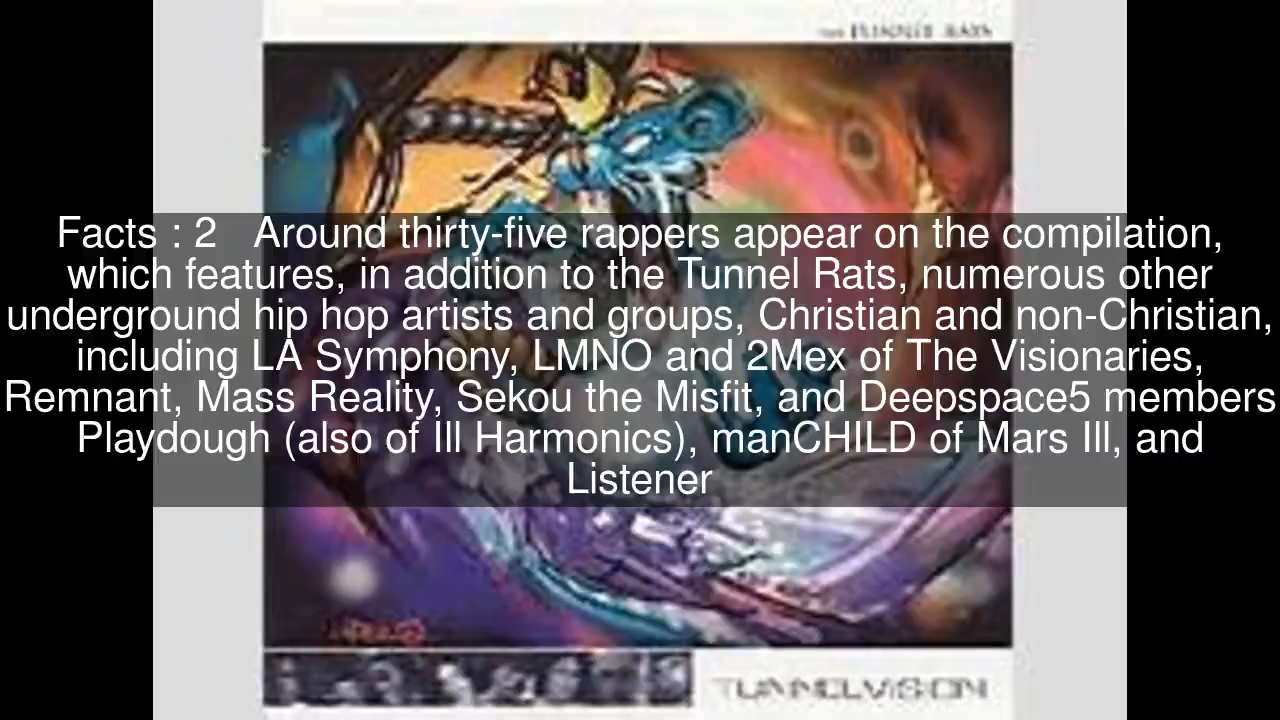 THE TUNNEL RATS
Facts : 2   Around thirty-five rappers appear on the compilation,
which features, in addition to the Tunnel Rats, numerous other
underground hip hop artists and groups, Christian and non-Christian,
including LA Symphony, LMNO and 2Mex of The Visionaries,
Remnant, Mass Reality, Sekou the Misfit, and Deepspace5 members
Playdough (also of Ill Harmonics), manCHILD of Mars Ill, and
Listener
TUNNELVISION